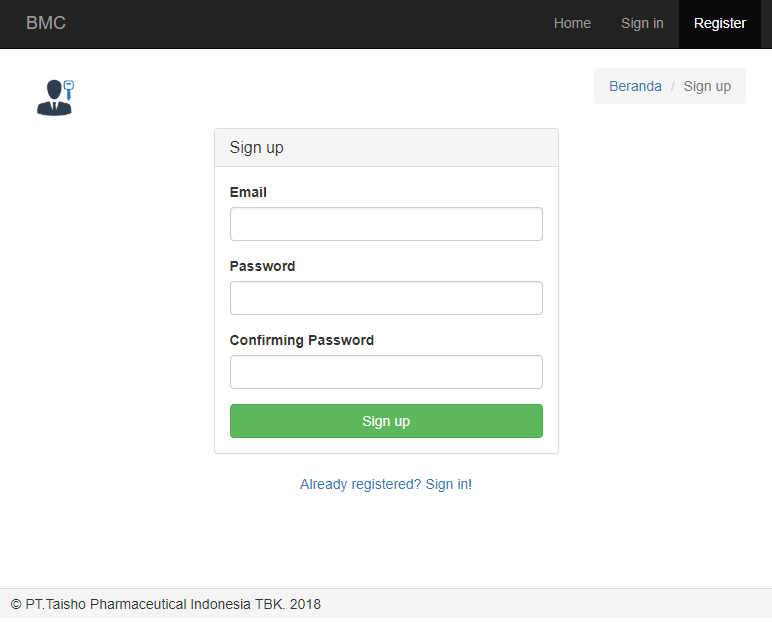 BMC Home Sign in Register
Beranda / Sign up
Sign up
Email
Password
Confirming Password
Sign up
Already registered? Sign in!
© PT.Taisho Pharmaceutical Indonesia TBK. 2018